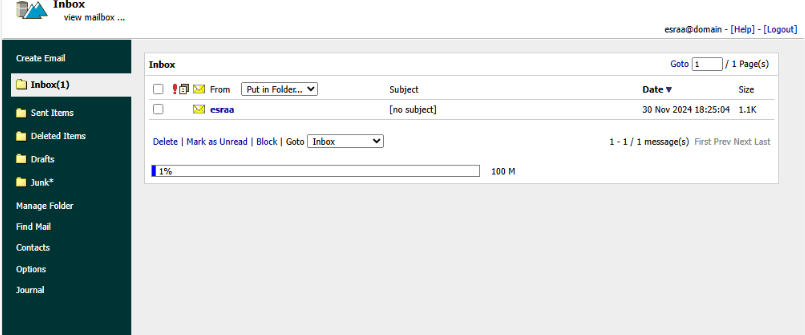 Inbox
view mailbox ...
esraa@domain - [Help] - [Logout]
Create Email
Inbox(1)
Sent Items
Deleted Items
Drafts
Junk*
Manage Folder
Find Mail
Contacts
Options
Journal
Inbox Goto 1 / 1 Page(s)
From Put in Folder... Subject Date ▼ Size
esraa [no subject] 30 Nov 2024 18:25:04 1.1K
Delete | Mark as Unread | Block | Goto Inbox 1 - 1 / 1 message(s) First Prev Next Last
1% 100 M